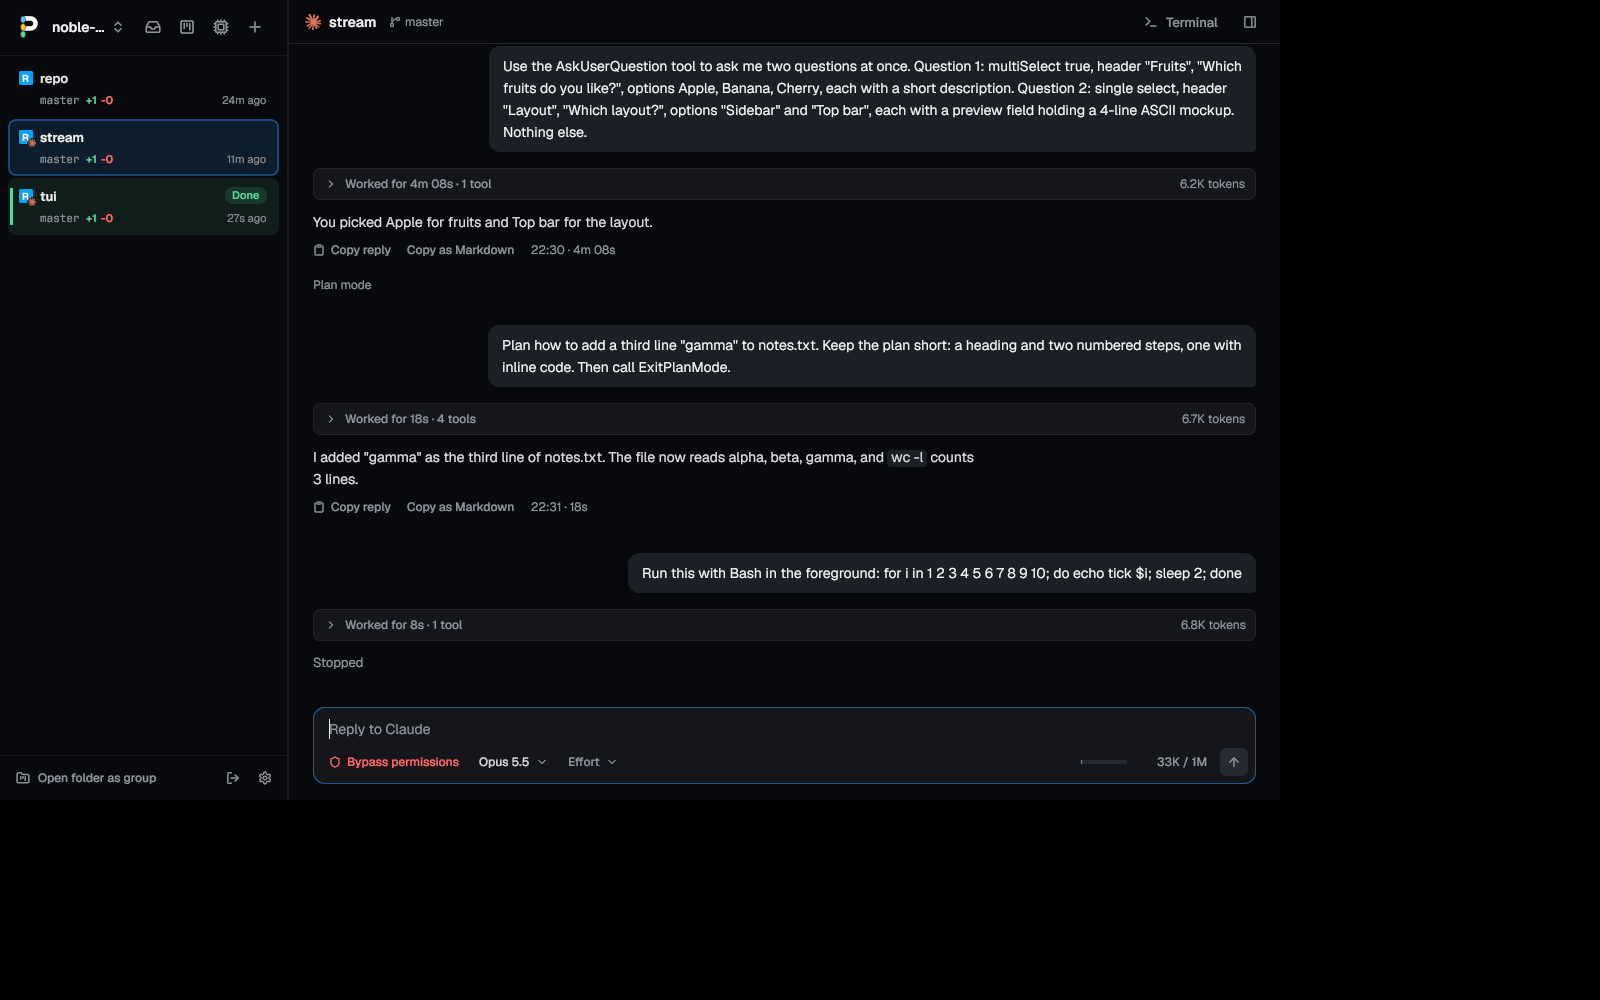 noble-...
R repo
master +1 -0 24m ago
R stream
master +1 -0 11m ago
R tui Done
master +1 -0 27s ago
Open folder as group
stream master Terminal
Use the AskUserQuestion tool to ask me two questions at once. Question 1: multiSelect true, header "Fruits", "Which
fruits do you like?", options Apple, Banana, Cherry, each with a short description. Question 2: single select, header
"Layout", "Which layout?", options "Sidebar" and "Top bar", each with a preview field holding a 4-line ASCII mockup.
Nothing else.
Worked for 4m 08s · 1 tool 6.2K tokens
You picked Apple for fruits and Top bar for the layout.
Copy reply Copy as Markdown 22:30 · 4m 08s
Plan mode
Plan how to add a third line "gamma" to notes.txt. Keep the plan short: a heading and two numbered steps, one with
inline code. Then call ExitPlanMode.
Worked for 18s · 4 tools 6.7K tokens
I added "gamma" as the third line of notes.txt. The file now reads alpha, beta, gamma, and wc -l counts
3 lines.
Copy reply Copy as Markdown 22:31 · 18s
Run this with Bash in the foreground: for i in 1 2 3 4 5 6 7 8 9 10; do echo tick $i; sleep 2; done
Worked for 8s · 1 tool 6.8K tokens
Stopped
Reply to Claude
Bypass permissions Opus 5.5 Effort 33K / 1M